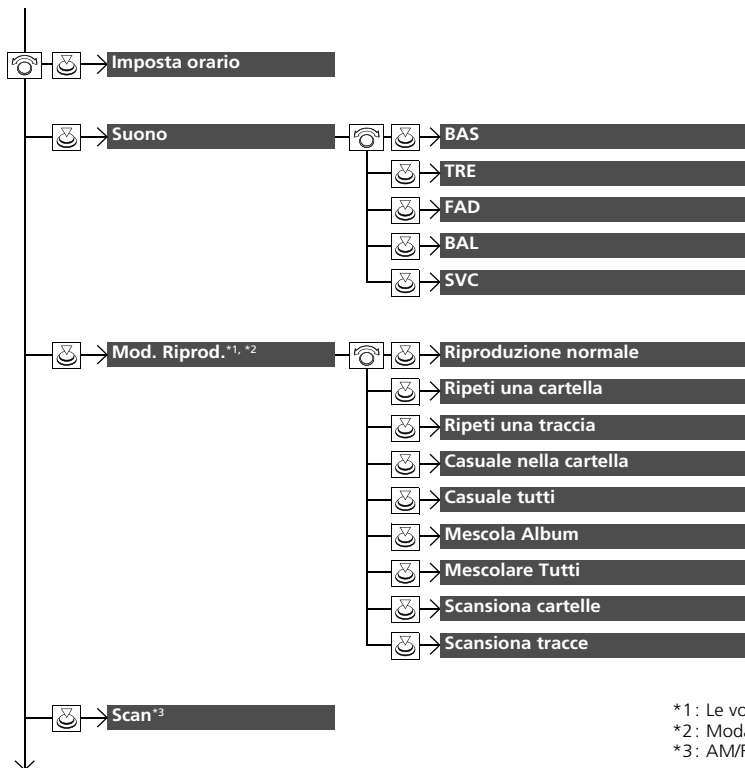 Imposta orario
Suono
BAS
TRE
FAD
BAL
SVC
Mod. Riprod.*1, *2
Riproduzione normale
Ripeti una cartella
Ripeti una traccia
Casuale nella cartella
Casuale tutti
Mescola Album
Mescolare Tutti
Scansiona cartelle
Scansiona tracce
Scan*3
*1: Le
*2:
*3: